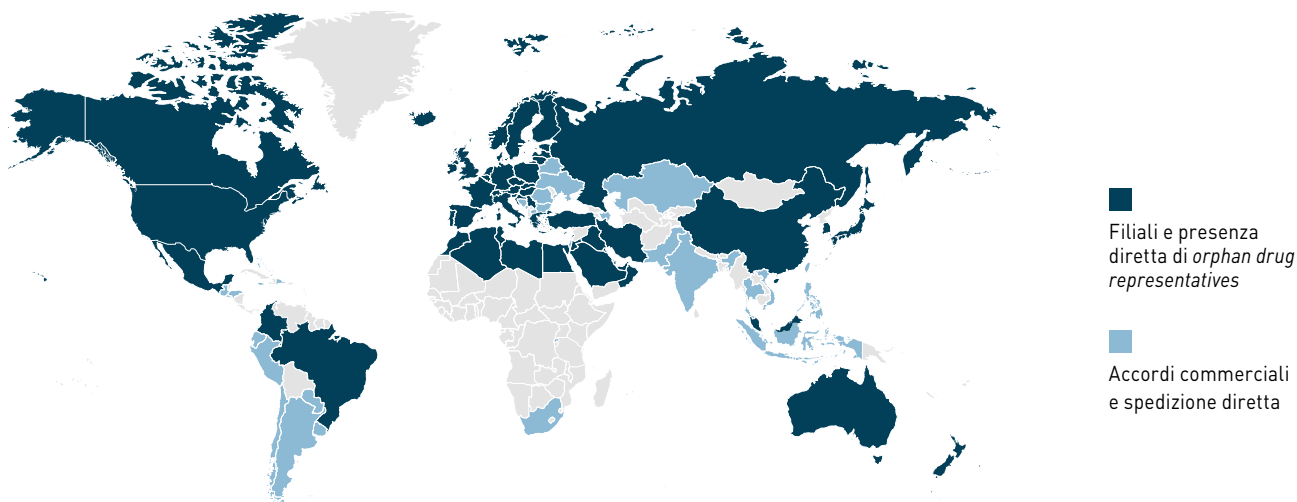 Filiali e presenza
diretta di orphan drug
representatives
Accordi commerciali
e spedizione diretta